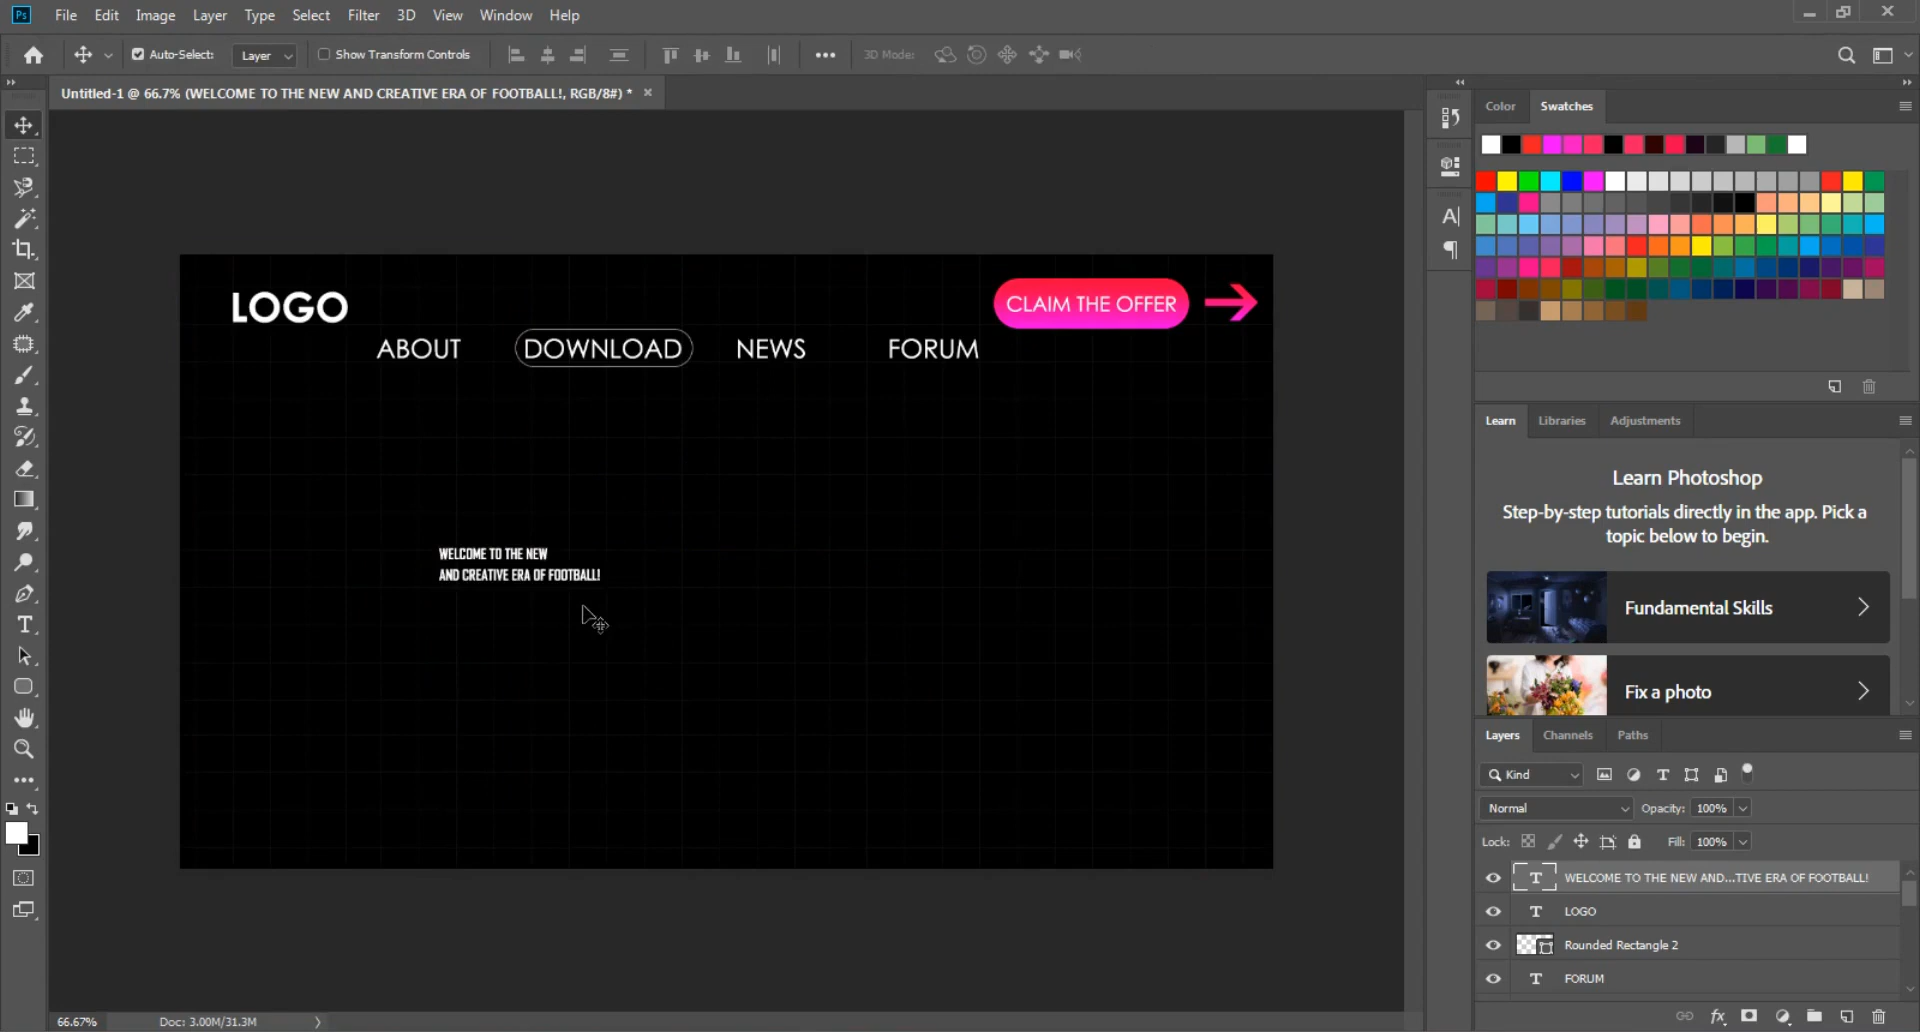 Ps File Edit Image Layer Type Select Filter 3D View Window Help
Auto-Select: Layer Show Transform Controls 3D Mode:
Untitled-1 @ 66.7% (WELCOME TO THE NEW AND CREATIVE ERA OF FOOTBALL!, RGB/8#) * ×
Color Swatches
LOGO
CLAIM THE OFFER
ABOUT DOWNLOAD NEWS FORUM
WELCOME TO THE NEW
AND CREATIVE ERA OF FOOTBALL!
Learn Libraries Adjustments
Learn Photoshop
Step-by-step tutorials directly in the app. Pick a
topic below to begin.
Fundamental Skills
Fix a photo
Layers Channels Paths
Kind
Normal Opacity: 100%
Lock: Fill: 100%
T WELCOME TO THE NEW AND...TIVE ERA OF FOOTBALL!
T LOGO
Rounded Rectangle 2
T FORUM
fx
66.67% Doc: 3.00M/31.3M